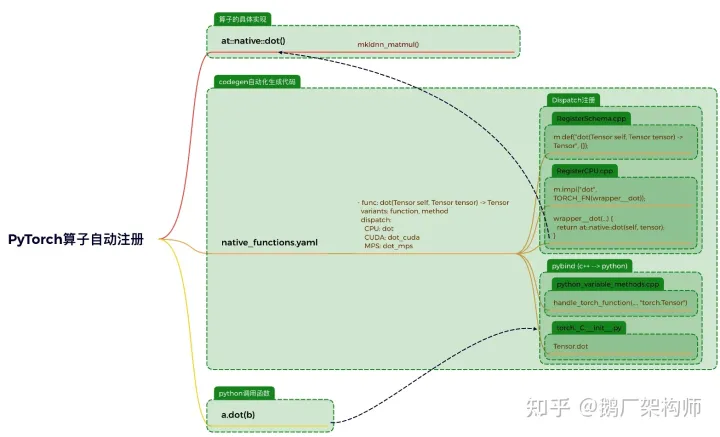 算子的具体实现
at::native::dot()
mkldnn_matmul()
codegen自动化生成代码
Dispatch注册
RegisterSchema.cpp
m.def("dot(Tensor self, Tensor tensor) ->
Tensor", {});
RegisterCPU.cpp
m.impl("dot",
TORCH_FN(wrapper__dot));
wrapper__dot(...) {
return at::native::dot(self, tensor);
}
PyTorch算子自动注册
native_functions.yaml
- func: dot(Tensor self, Tensor tensor) -> Tensor
variants: function, method
dispatch:
CPU: dot
CUDA: dot_cuda
MPS: dot_mps
pybind (c++ --> python)
python_variable_methods.cpp
handle_torch_function(..., "torch.Tensor")
torch._C.__init__.py
Tensor.dot
python调用函数
a.dot(b)
知乎 @鹅厂架构师